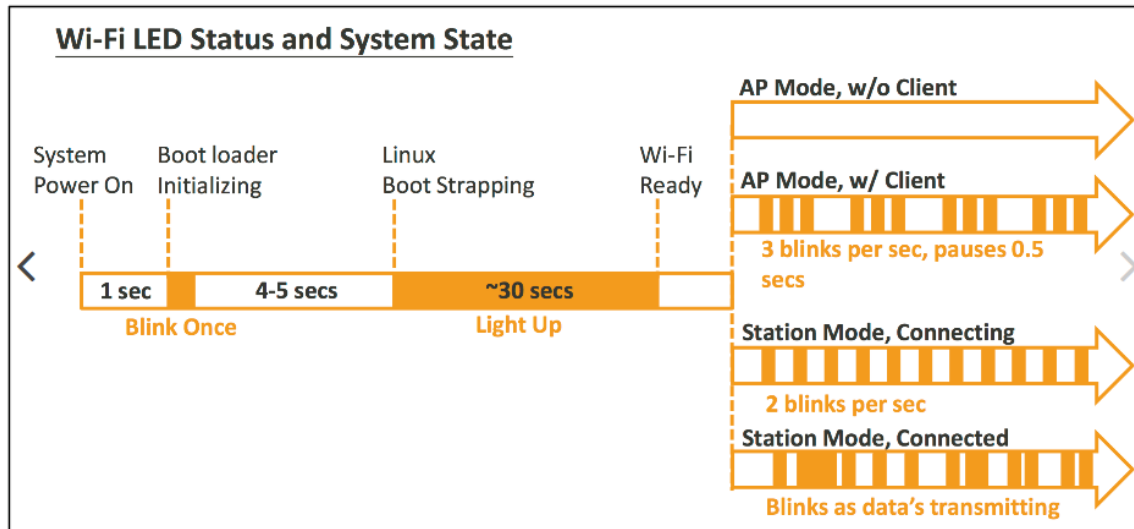 Wi-Fi LED Status and System State
System
Power On
Boot loader
Initializing
Linux
Boot Strapping
Wi-Fi
Ready
1 sec
4-5 secs
~30 secs
Blink Once
Light Up
AP Mode, w/o Client
AP Mode, w/ Client
3 blinks per sec, pauses 0.5
secs
Station Mode, Connecting
2 blinks per sec
Station Mode, Connected
Blinks as data's transmitting